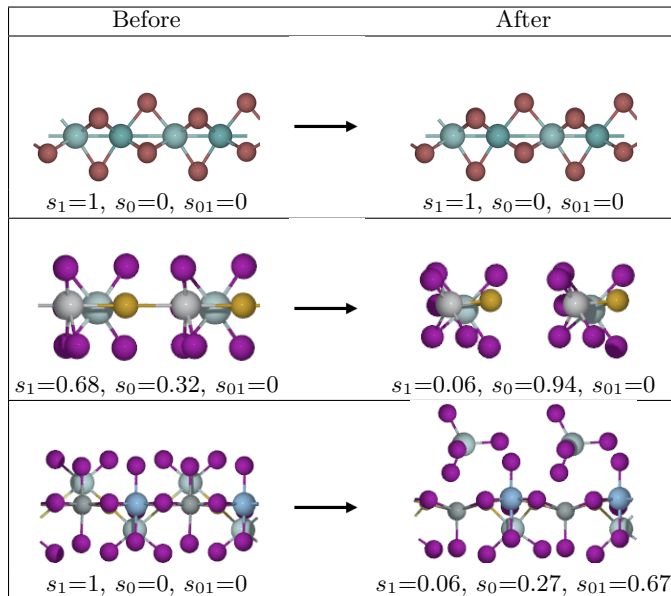 Before After
s₁=1, s₀=0, s₀₁=0 s₁=1, s₀=0, s₀₁=0
s₁=0.68, s₀=0.32, s₀₁=0 s₁=0.06, s₀=0.94, s₀₁=0
s₁=1, s₀=0, s₀₁=0 s₁=0.06, s₀=0.27, s₀₁=0.67